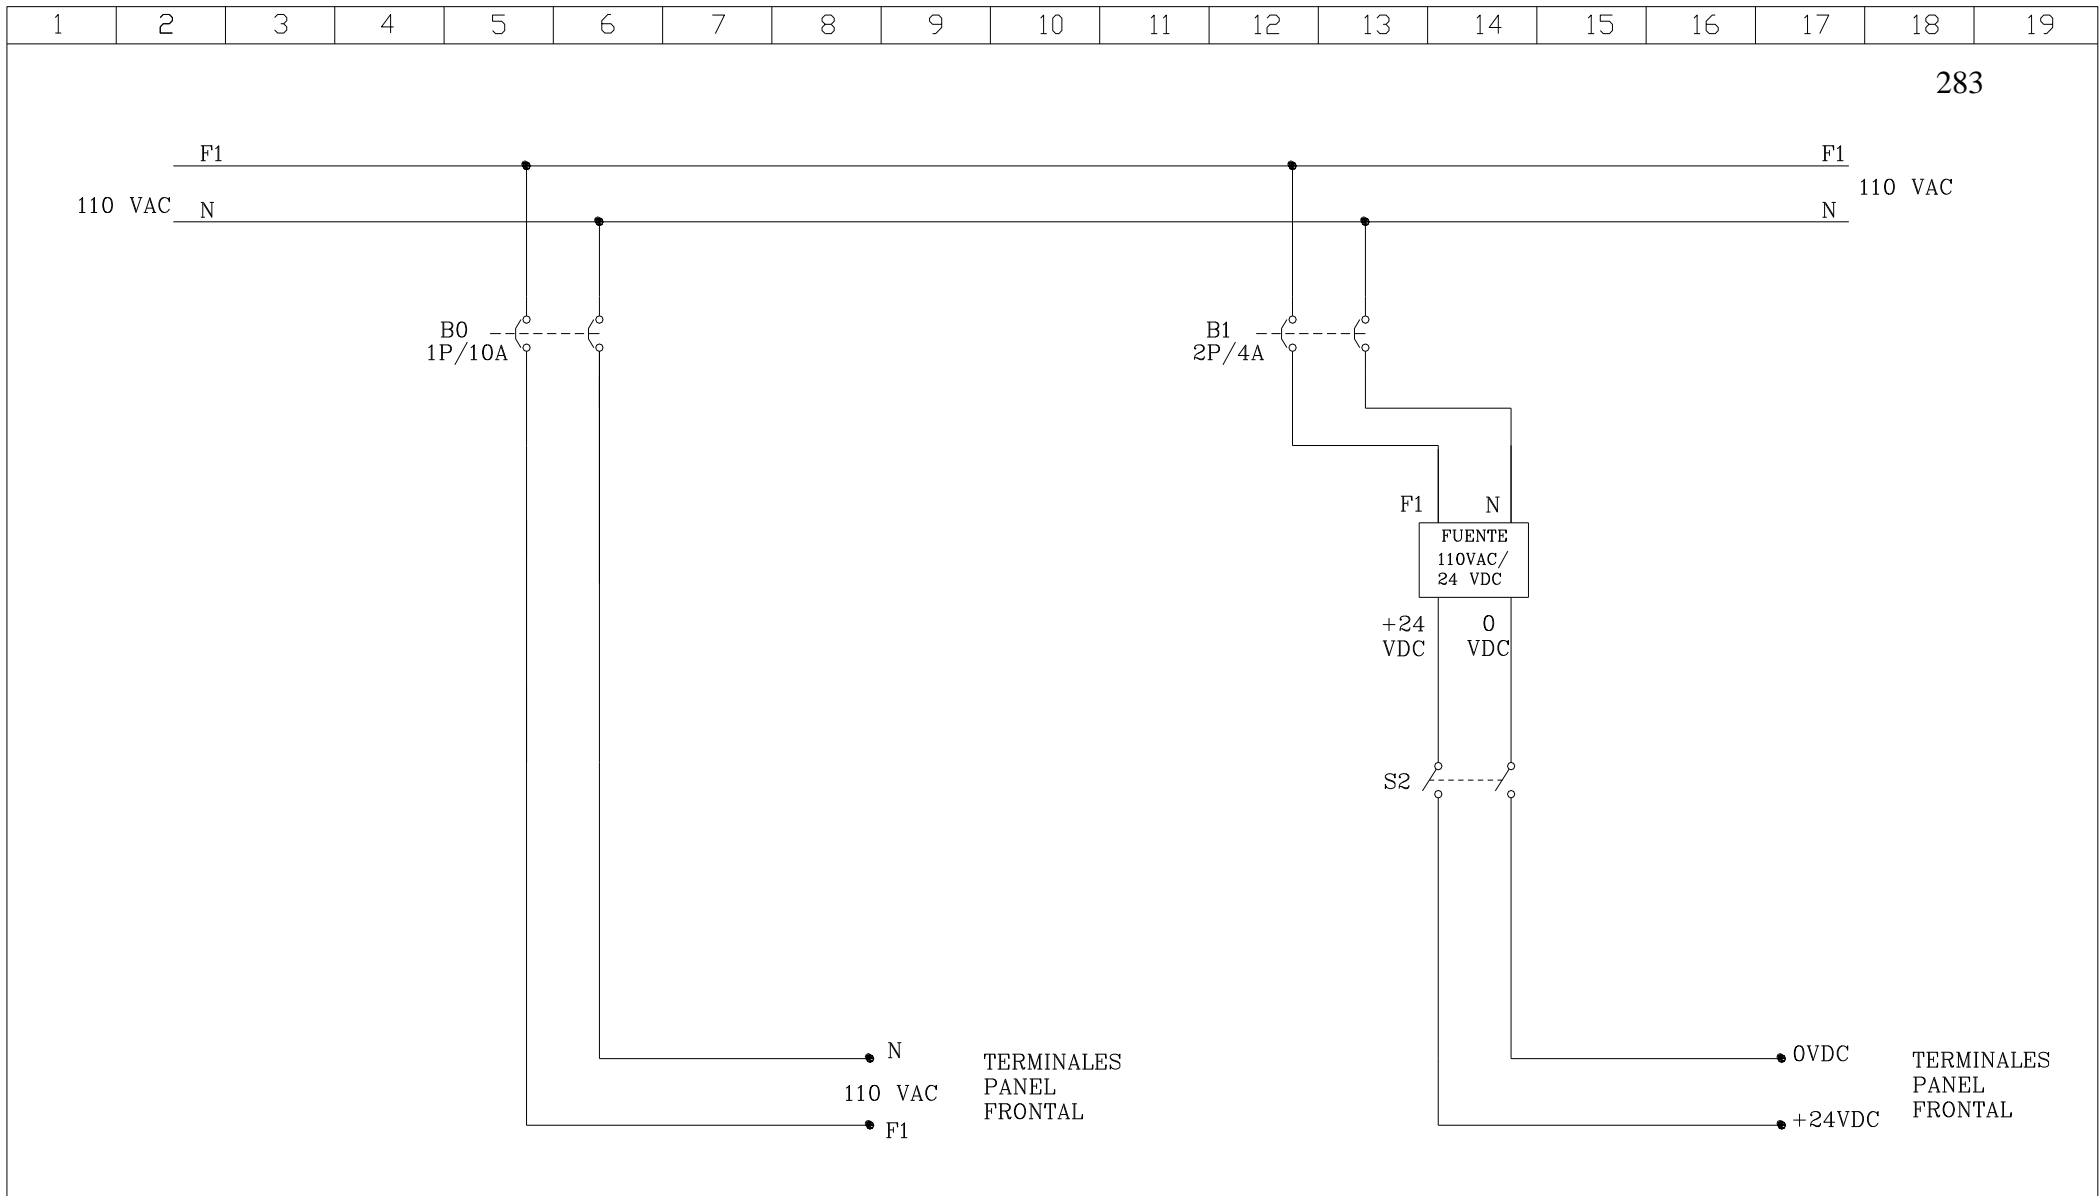 1 2 3 4 5 6 7 8 9 10 11 12 13 14 15 16 17 18 19
283
F1
110 VAC
N
F1
110 VAC
N
B0
1P/10A
B1
2P/4A
F1 N
FUENTE
110VAC/
24 VDC
+24
VDC
0
VDC
S2
N
110 VAC
F1
TERMINALES
PANEL
FRONTAL
0VDC
+24VDC
TERMINALES
PANEL
FRONTAL